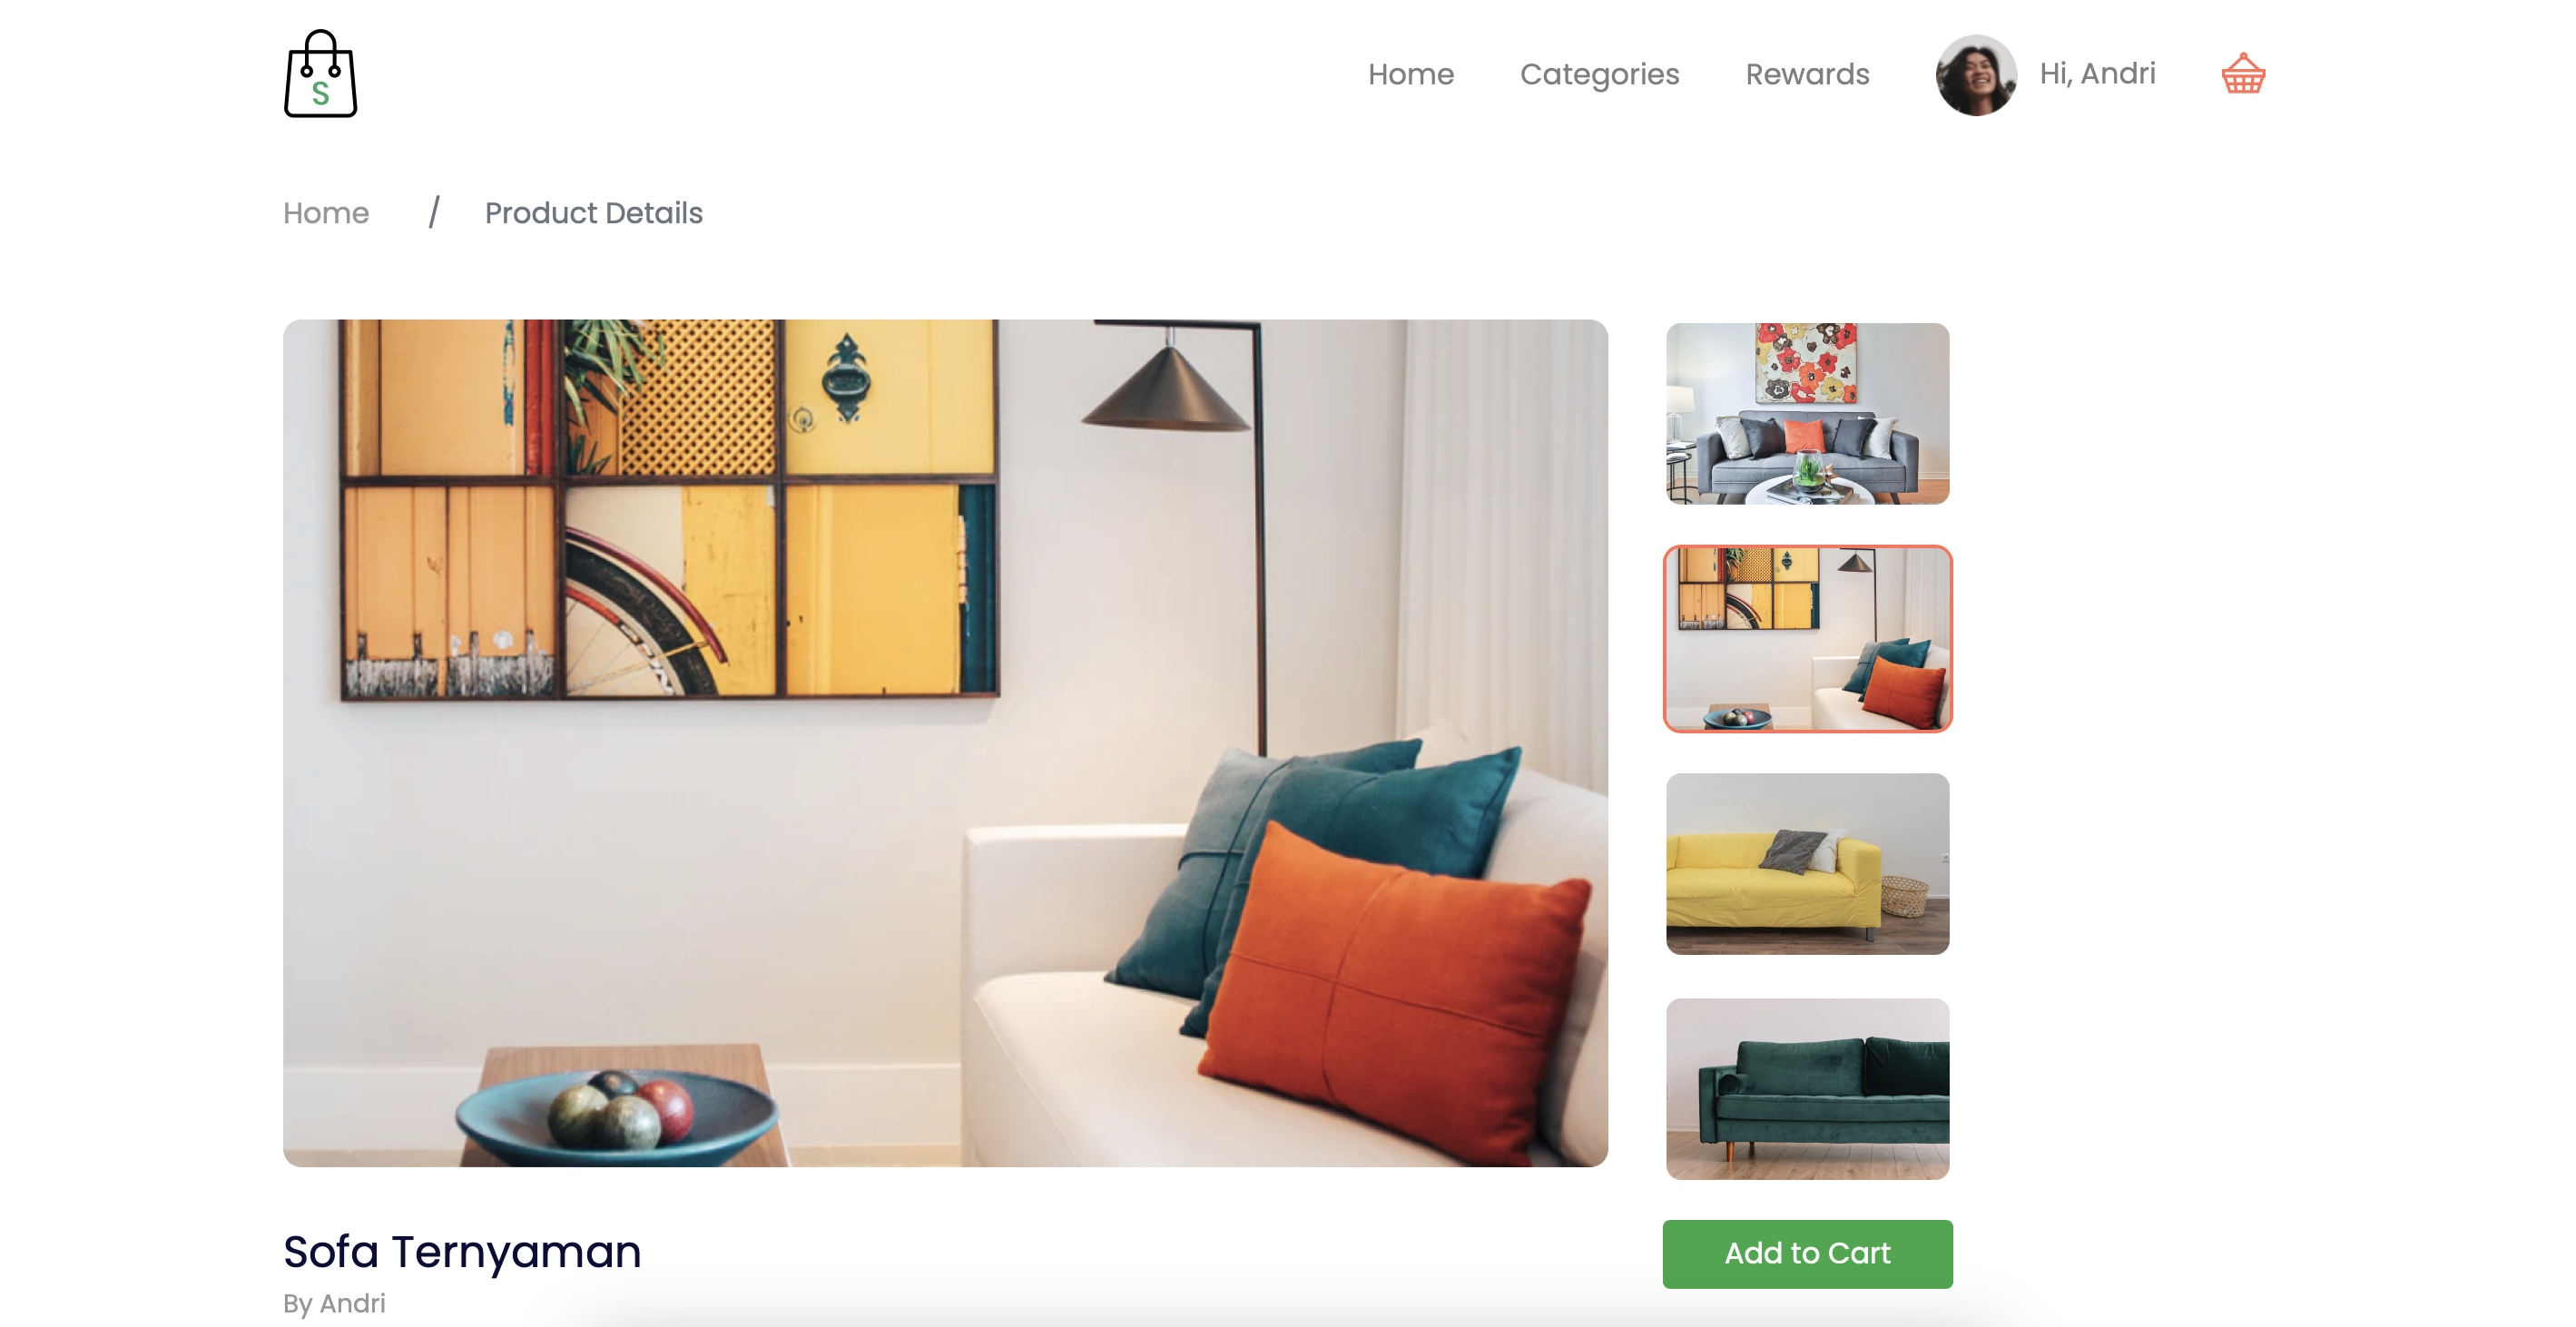 S
Home Categories Rewards Hi, Andri
Home / Product Details
Sofa Ternyaman
Add to Cart
By Andri